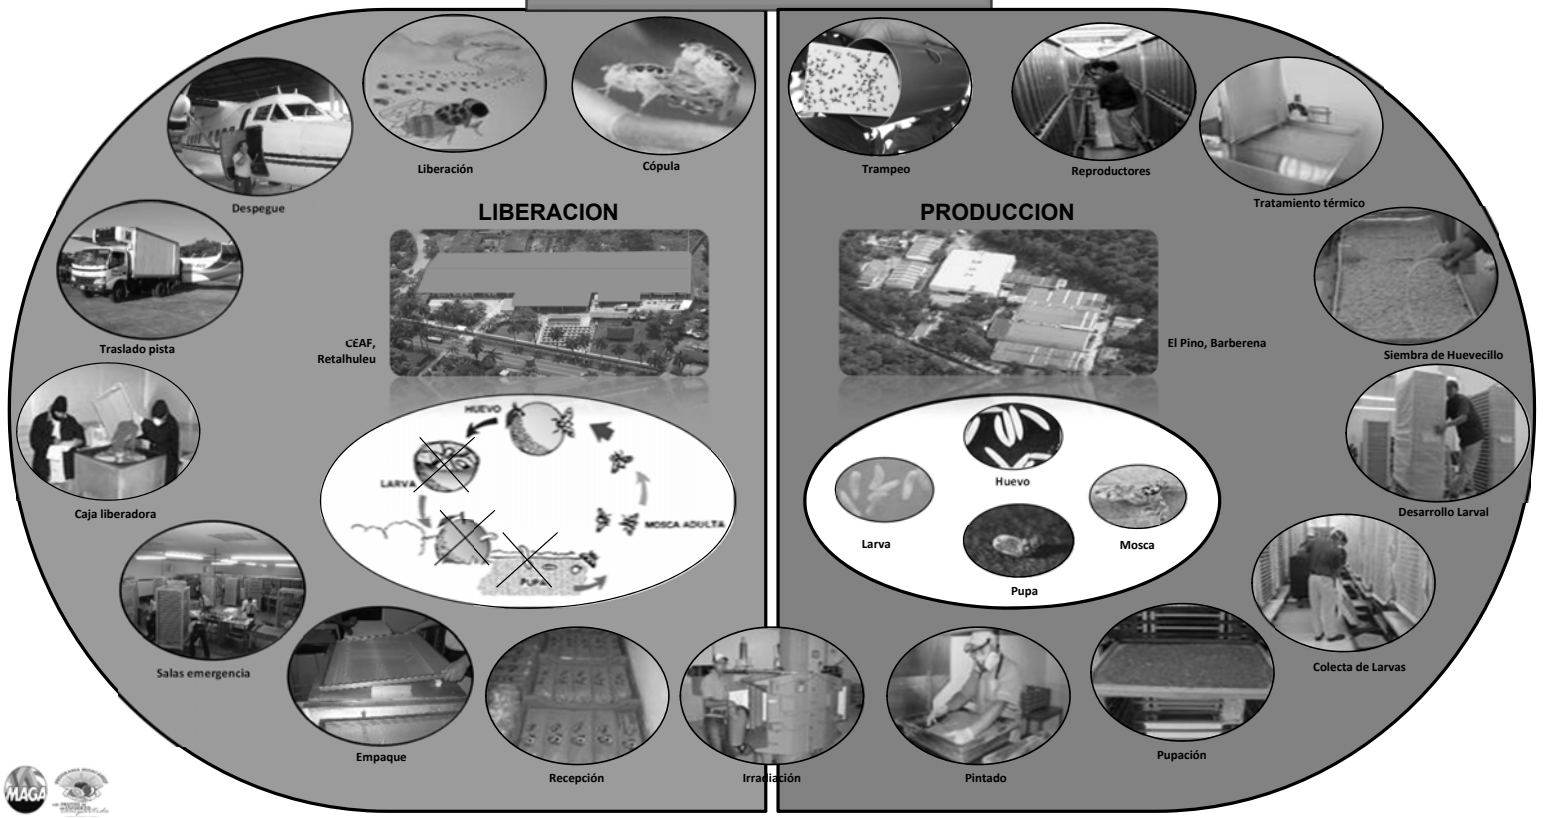 Liberación
Cópula
Trampeo
Reproductores
Tratamiento térmico
Despegue
LIBERACION
PRODUCCION
Traslado pista
CEAF,
Retalhuleu
El Pino, Barberena
Siembra de Huevecillo
HUEVO
LARVA
MOSCA ADULTA
PUPA
Huevo
Larva
Mosca
Pupa
Caja liberadora
Desarrollo Larval
Salas emergencia
Colecta de Larvas
Empaque
Recepción
Irradiación
Pintado
Pupación
MAGA